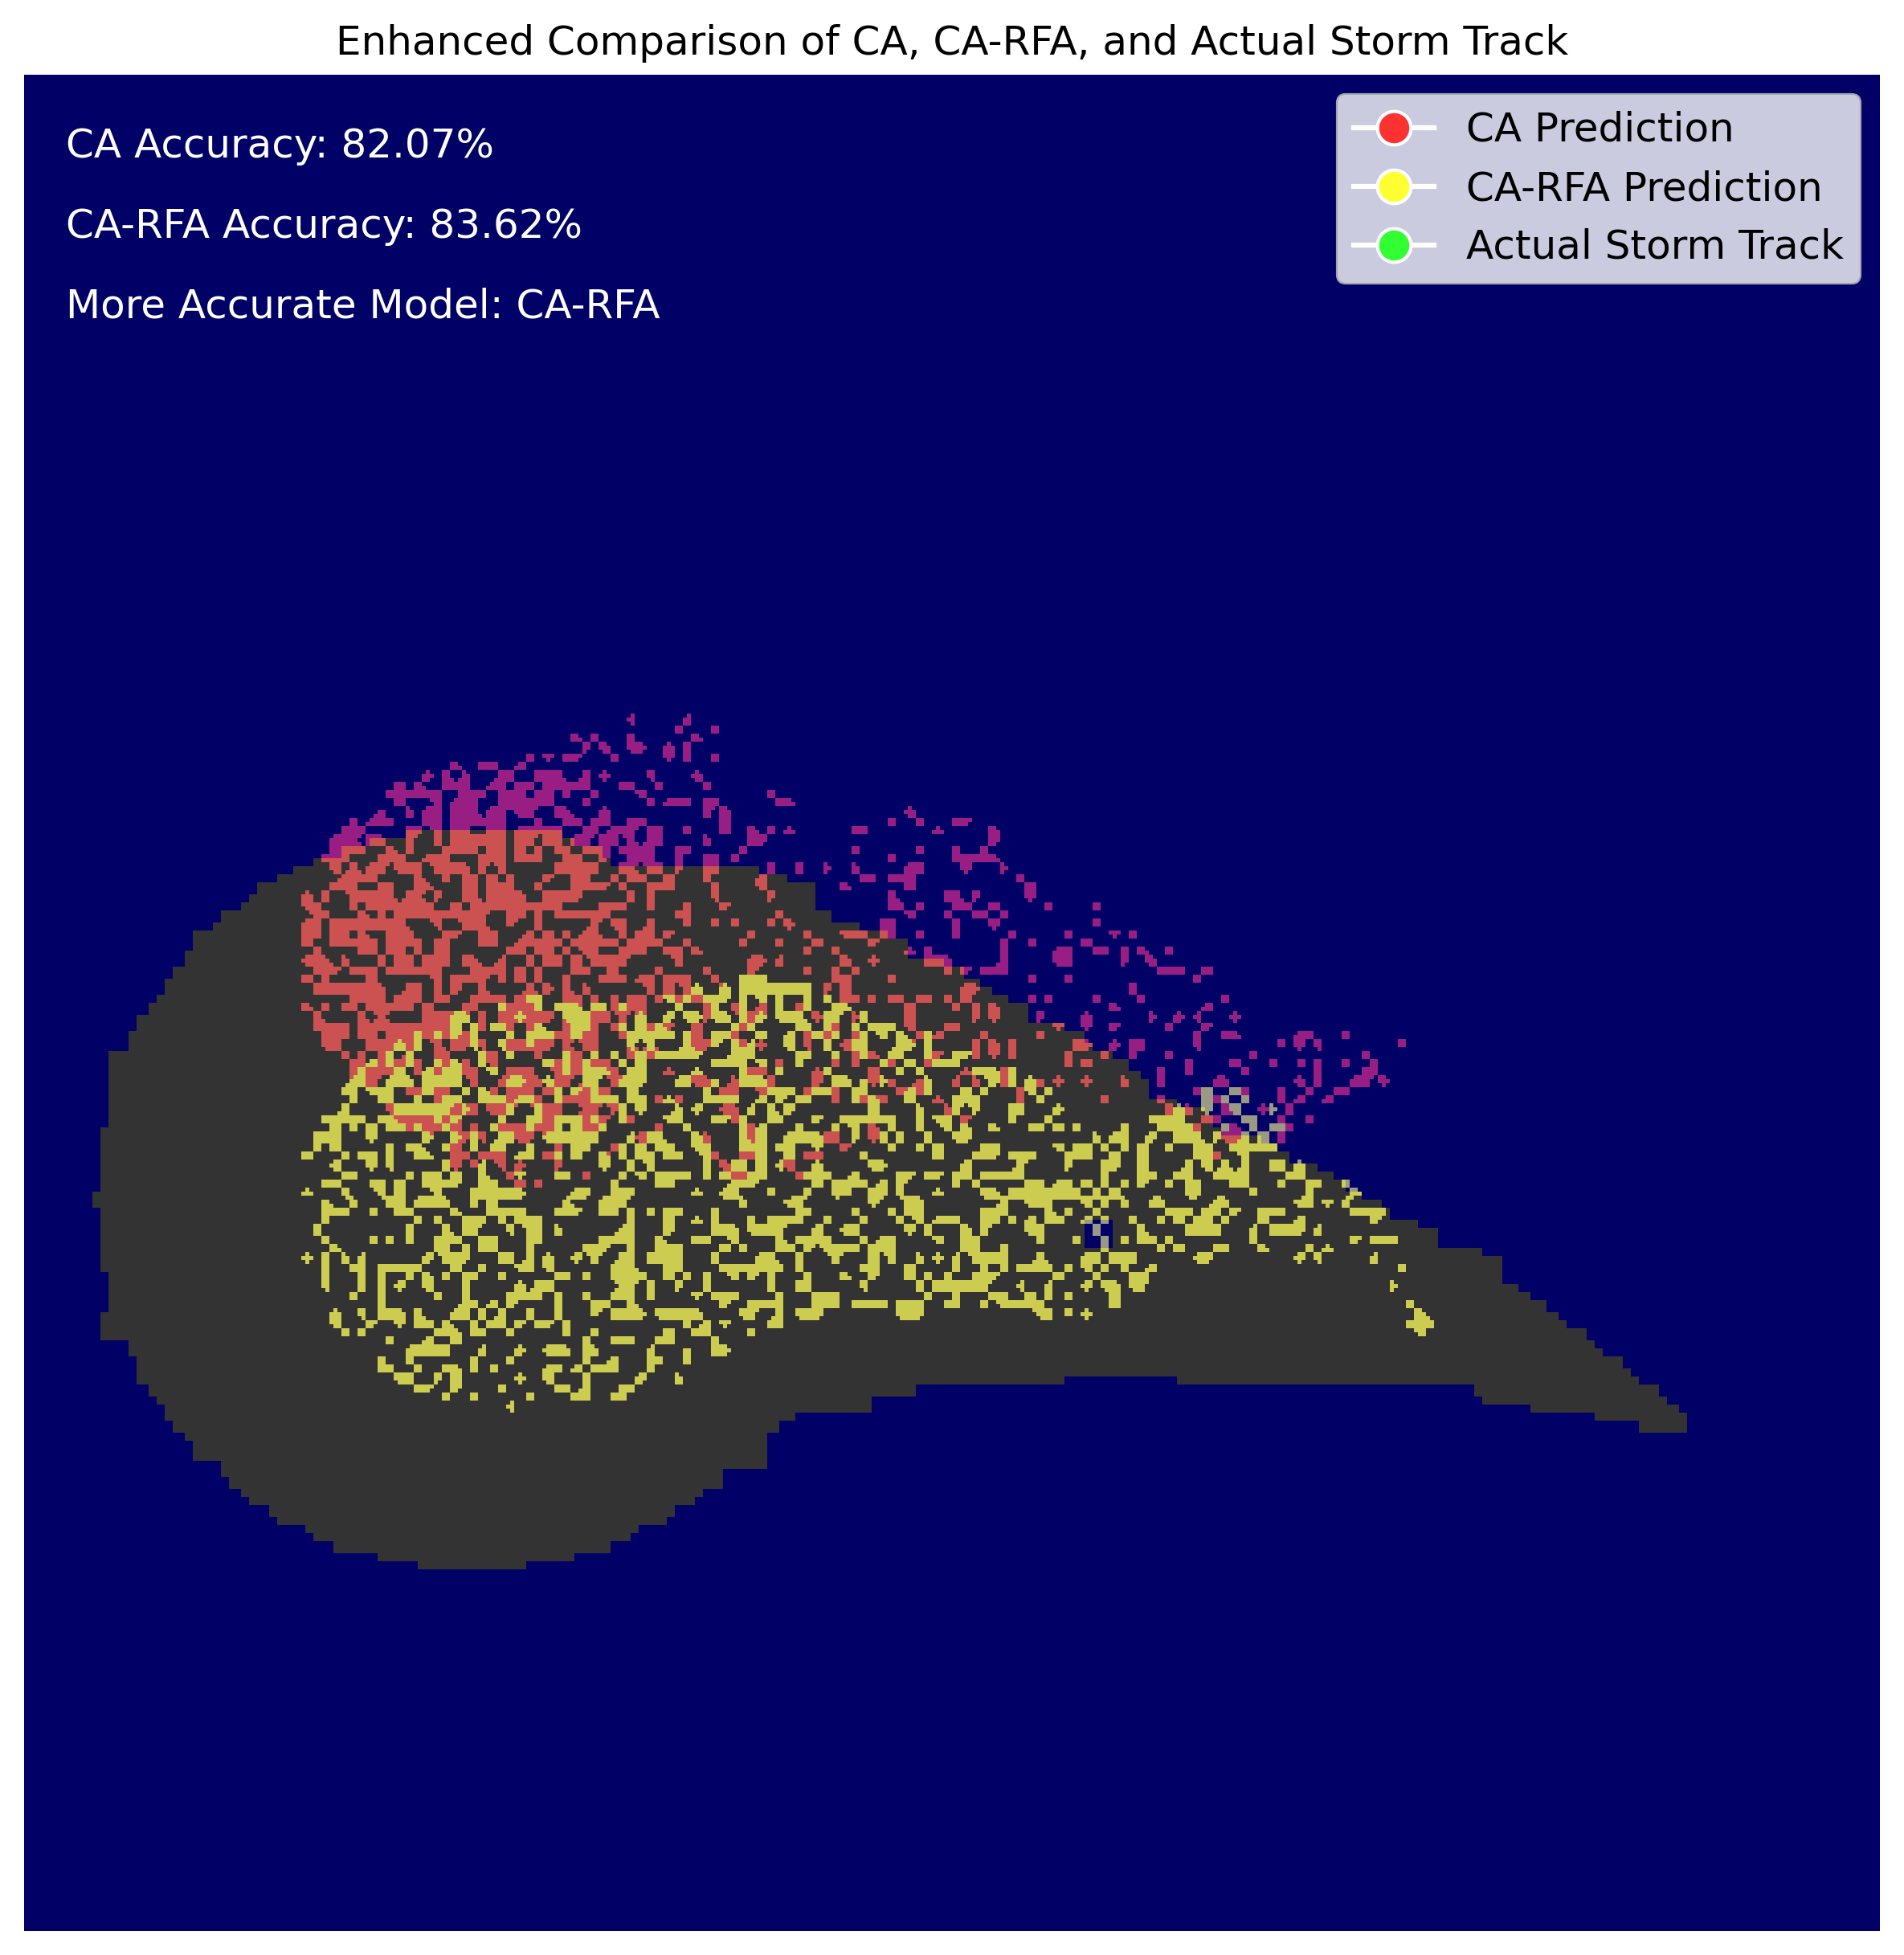 Enhanced Comparison of CA, CA-RFA, and Actual Storm Track
CA Accuracy: 82.07%
CA-RFA Accuracy: 83.62%
More Accurate Model: CA-RFA
CA Prediction
CA-RFA Prediction
Actual Storm Track